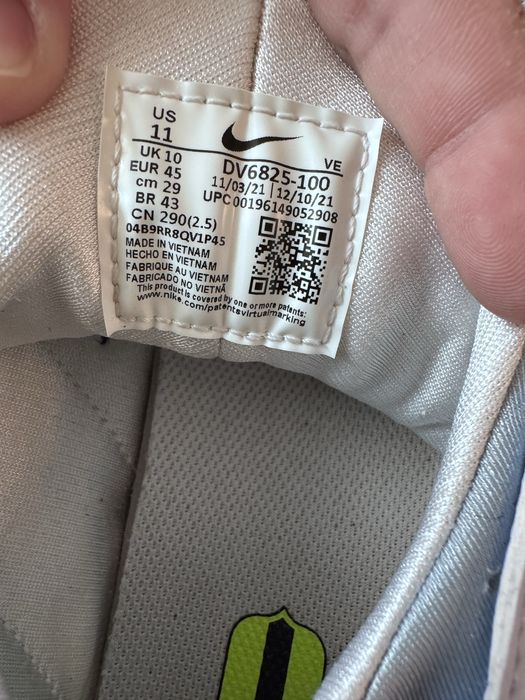 US
11
UK 10
EUR 45
cm 29
BR 43
CN 290(2.5)
VE
DV6825-100
11/03/21 | 12/10/21
UPC 00196149052908
04B9RR8QV1P45
MADE IN VIETNAM
HECHO EN VIETNAM
FABRIQUE AU VIETNAM
FABRICADO NO VIETNÃ
This product is covered by one or more patents:
www.nike.com/patentsvirtualmarking